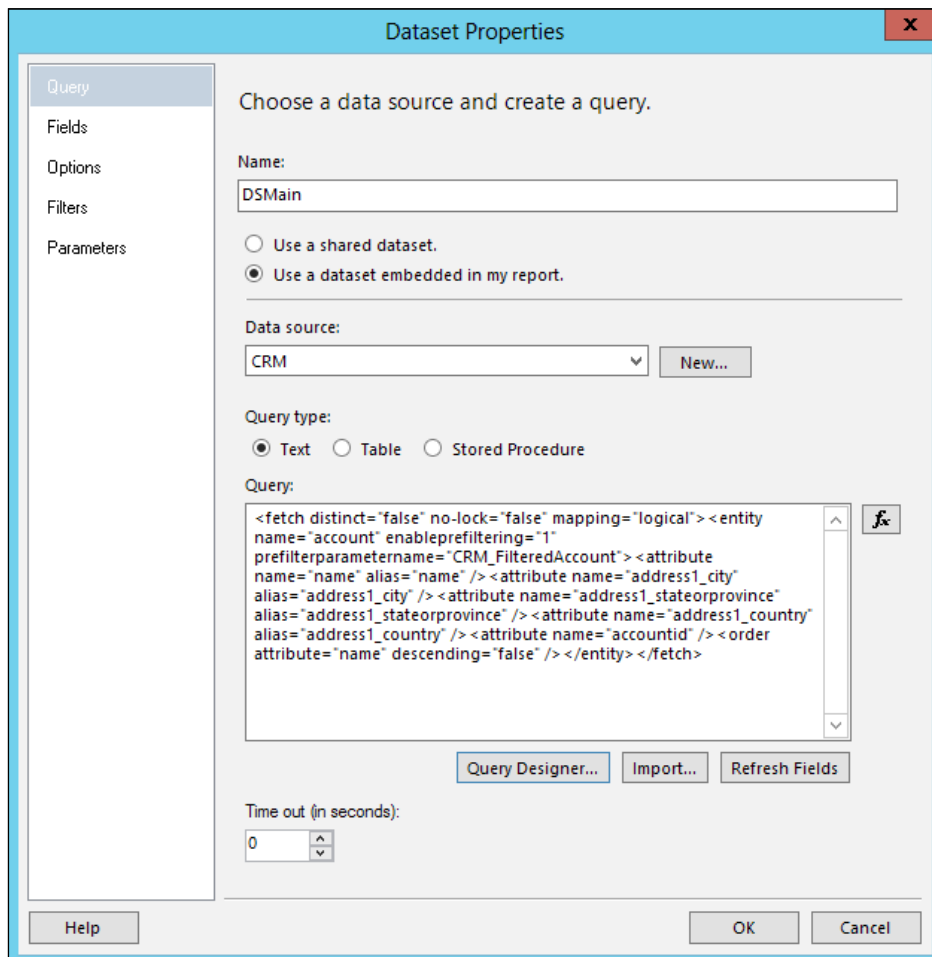 Dataset Properties
x
Query
Fields
Options
Filters
Parameters
Choose a data source and create a query.
Name:
DSMain
Use a shared dataset.
Use a dataset embedded in my report.
Data source:
CRM
New...
Query type:
Text Table Stored Procedure
Query:
<fetch distinct="false" no-lock="false" mapping="logical"><entity
name="account" enableprefiltering="1"
prefilterparametername="CRM_FilteredAccount"><attribute
name="name" alias="name" /><attribute name="address1_city"
alias="address1_city" /><attribute name="address1_stateorprovince"
alias="address1_stateorprovince" /><attribute name="address1_country"
alias="address1_country" /><attribute name="accountid" /><order
attribute="name" descending="false" /></entity></fetch>
fx
Query Designer... Import... Refresh Fields
Time out (in seconds):
0
Help OK Cancel